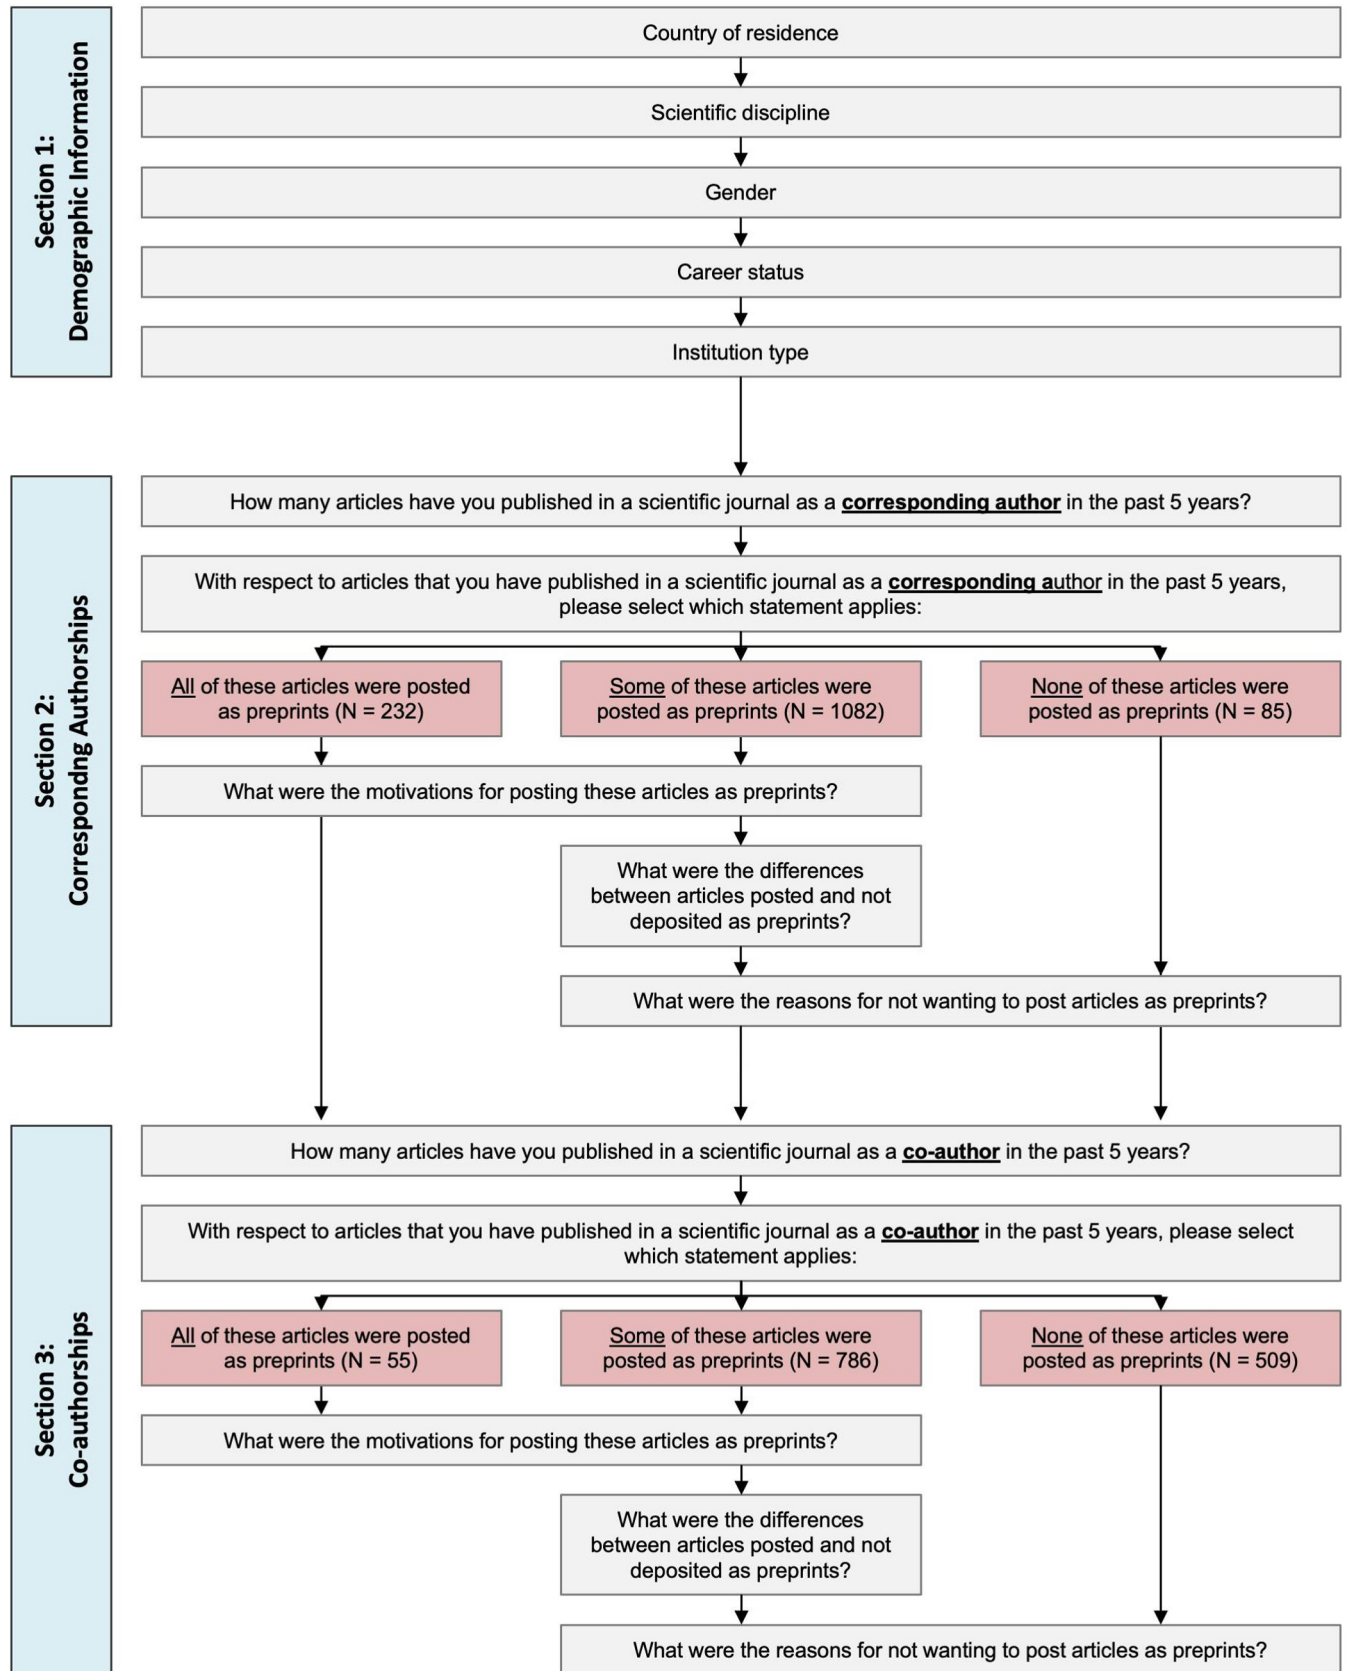 Section 1:
Demographic Information
Country of residence
Scientific discipline
Gender
Career status
Institution type
Section 2:
Correspondng Authorships
How many articles have you published in a scientific journal as a corresponding author in the past 5 years?
With respect to articles that you have published in a scientific journal as a corresponding author in the past 5 years,
please select which statement applies:
All of these articles were posted
as preprints (N = 232)
Some of these articles were
posted as preprints (N = 1082)
None of these articles were
posted as preprints (N = 85)
What were the motivations for posting these articles as preprints?
What were the differences
between articles posted and not
deposited as preprints?
What were the reasons for not wanting to post articles as preprints?
Section 3:
Co-authorships
How many articles have you published in a scientific journal as a co-author in the past 5 years?
With respect to articles that you have published in a scientific journal as a co-author in the past 5 years, please select
which statement applies:
All of these articles were posted
as preprints (N = 55)
Some of these articles were
posted as preprints (N = 786)
None of these articles were
posted as preprints (N = 509)
What were the motivations for posting these articles as preprints?
What were the differences
between articles posted and not
deposited as preprints?
What were the reasons for not wanting to post articles as preprints?